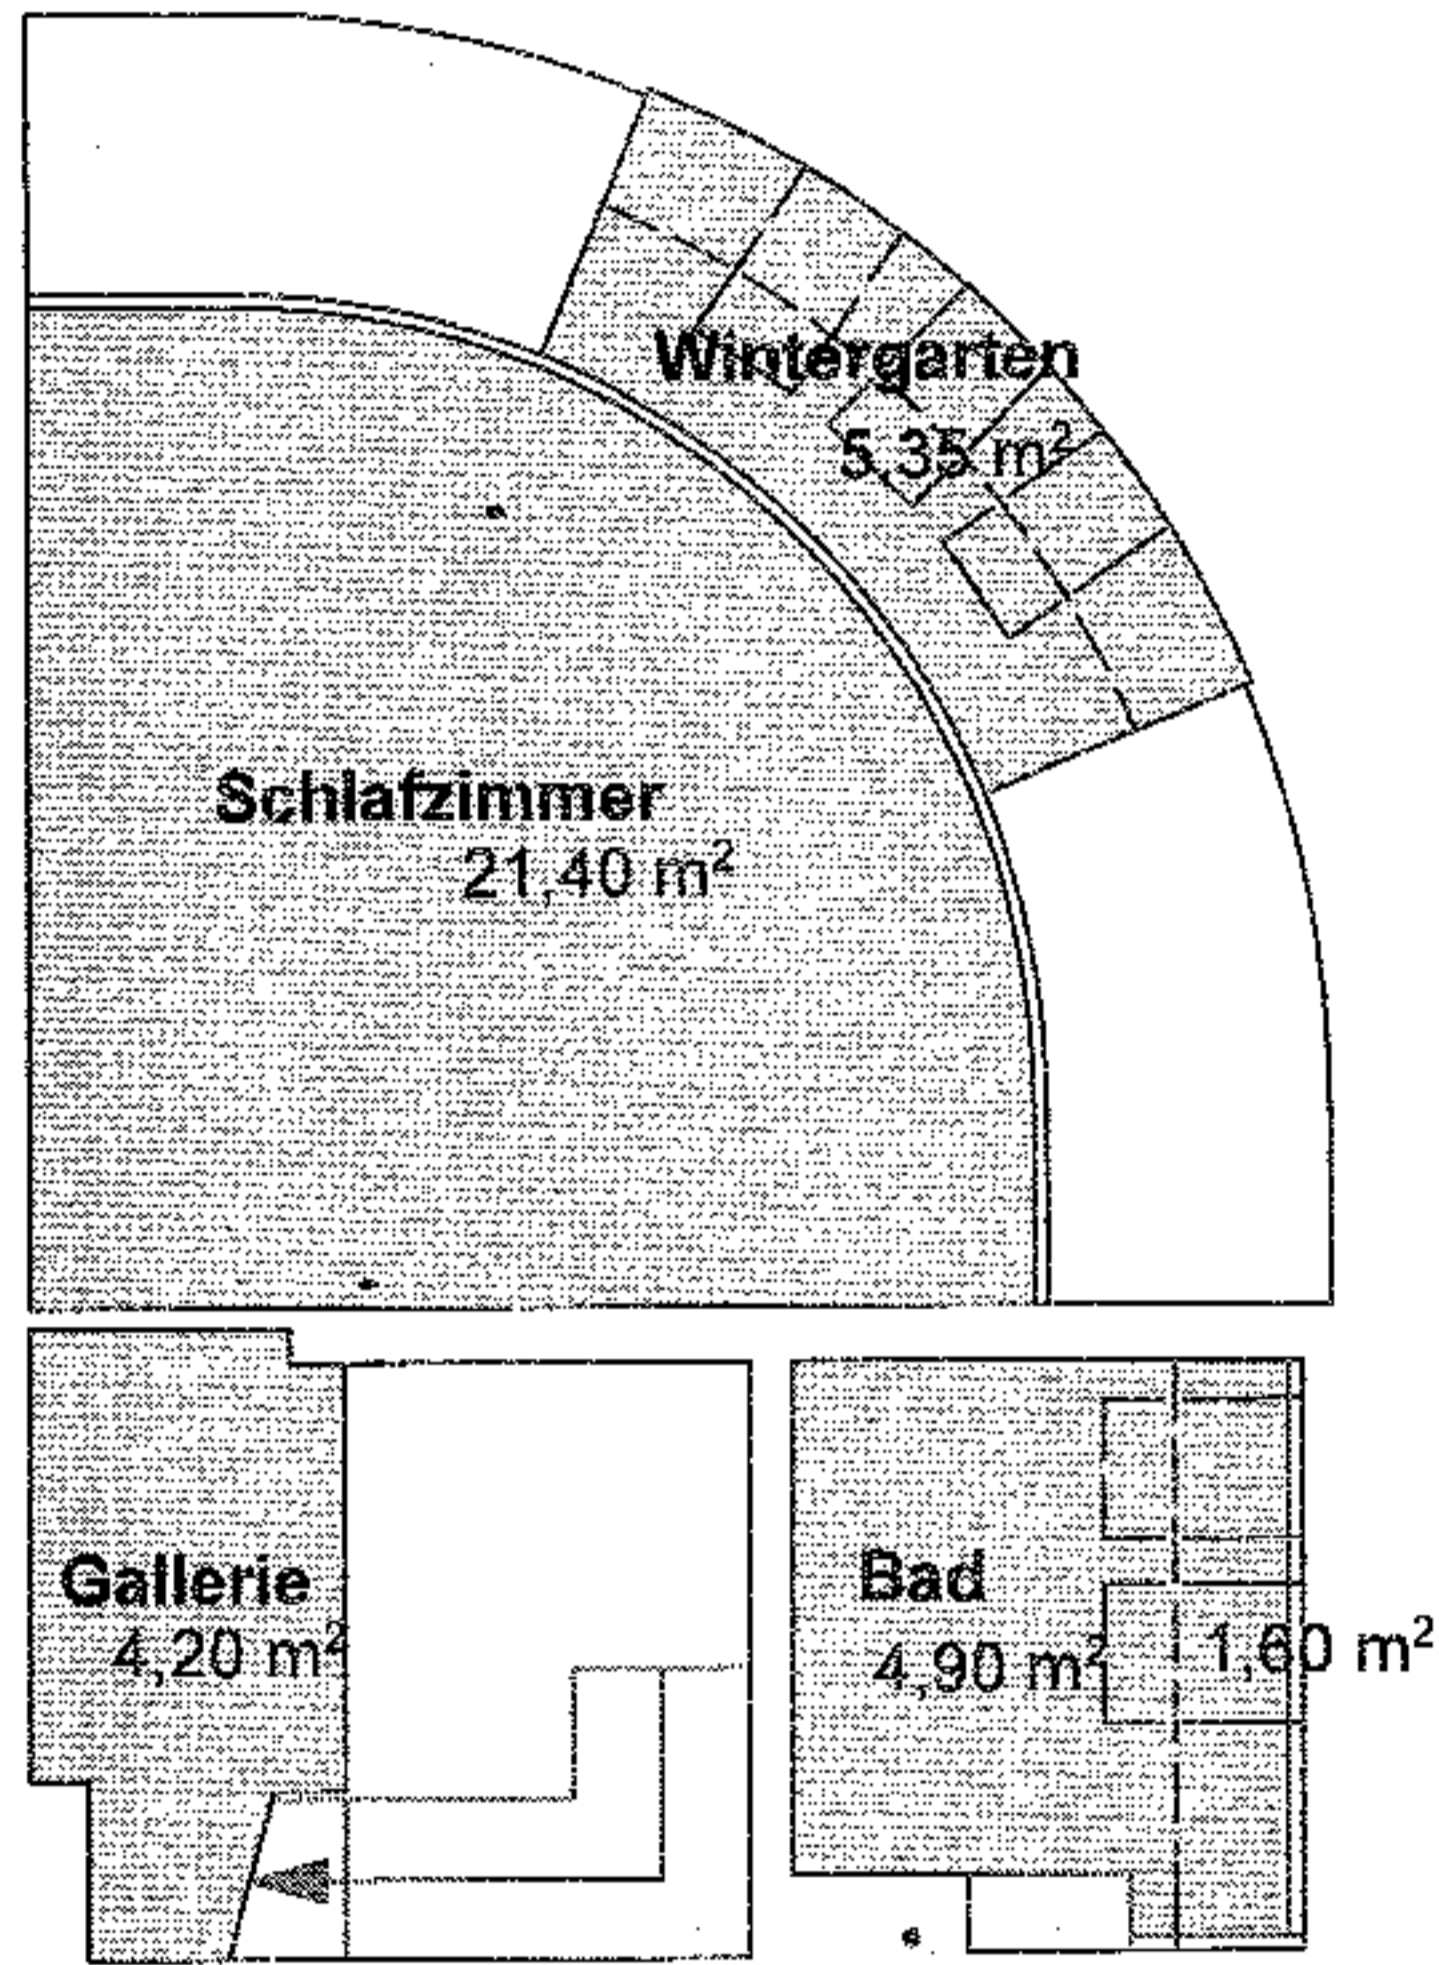 Wintergarten
5,35 m²
Schlafzimmer
21,40 m²
Gallerie
4,20 m²
Bad
4,90 m²
1,60 m²